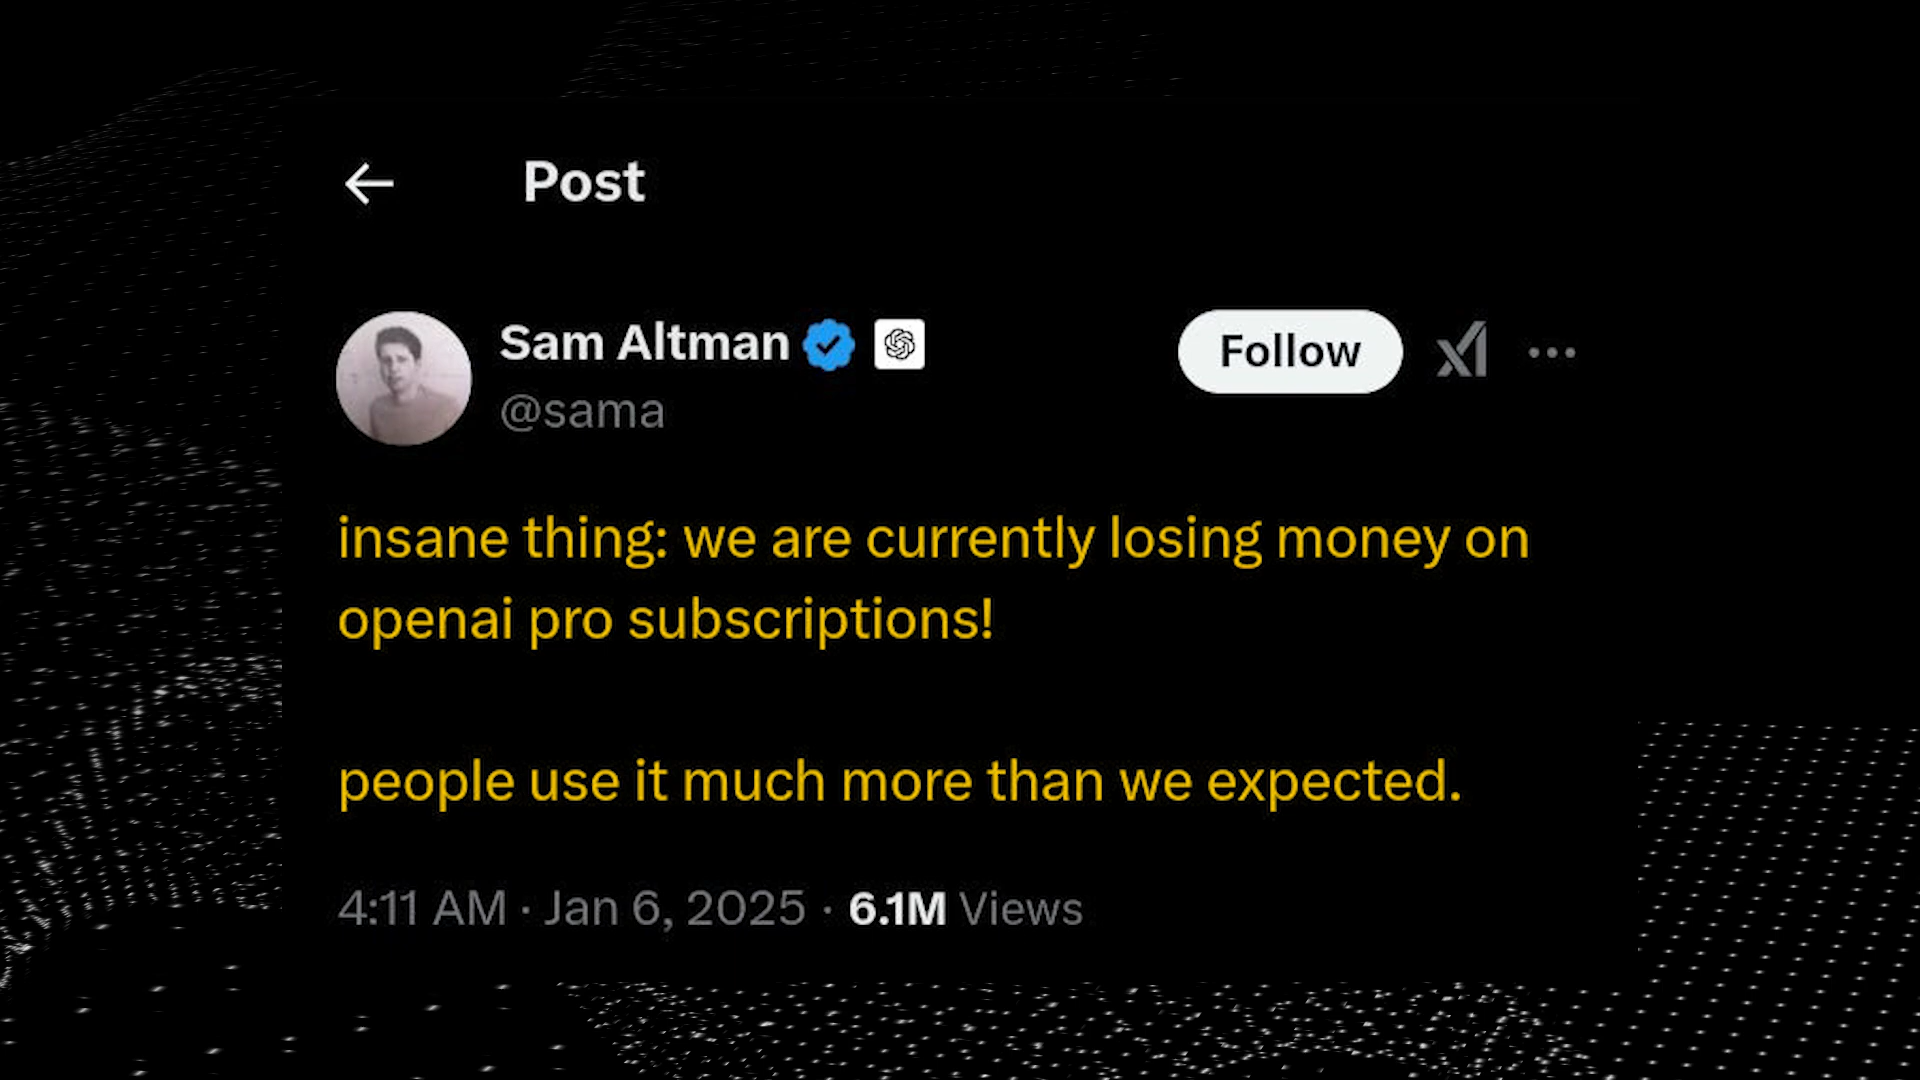 Post
Sam Altman
Follow
@sama
insane thing: we are currently losing money on
openai pro subscriptions!
people use it much more than we expected.
4:11 AM · Jan 6, 2025 · 6.1M Views